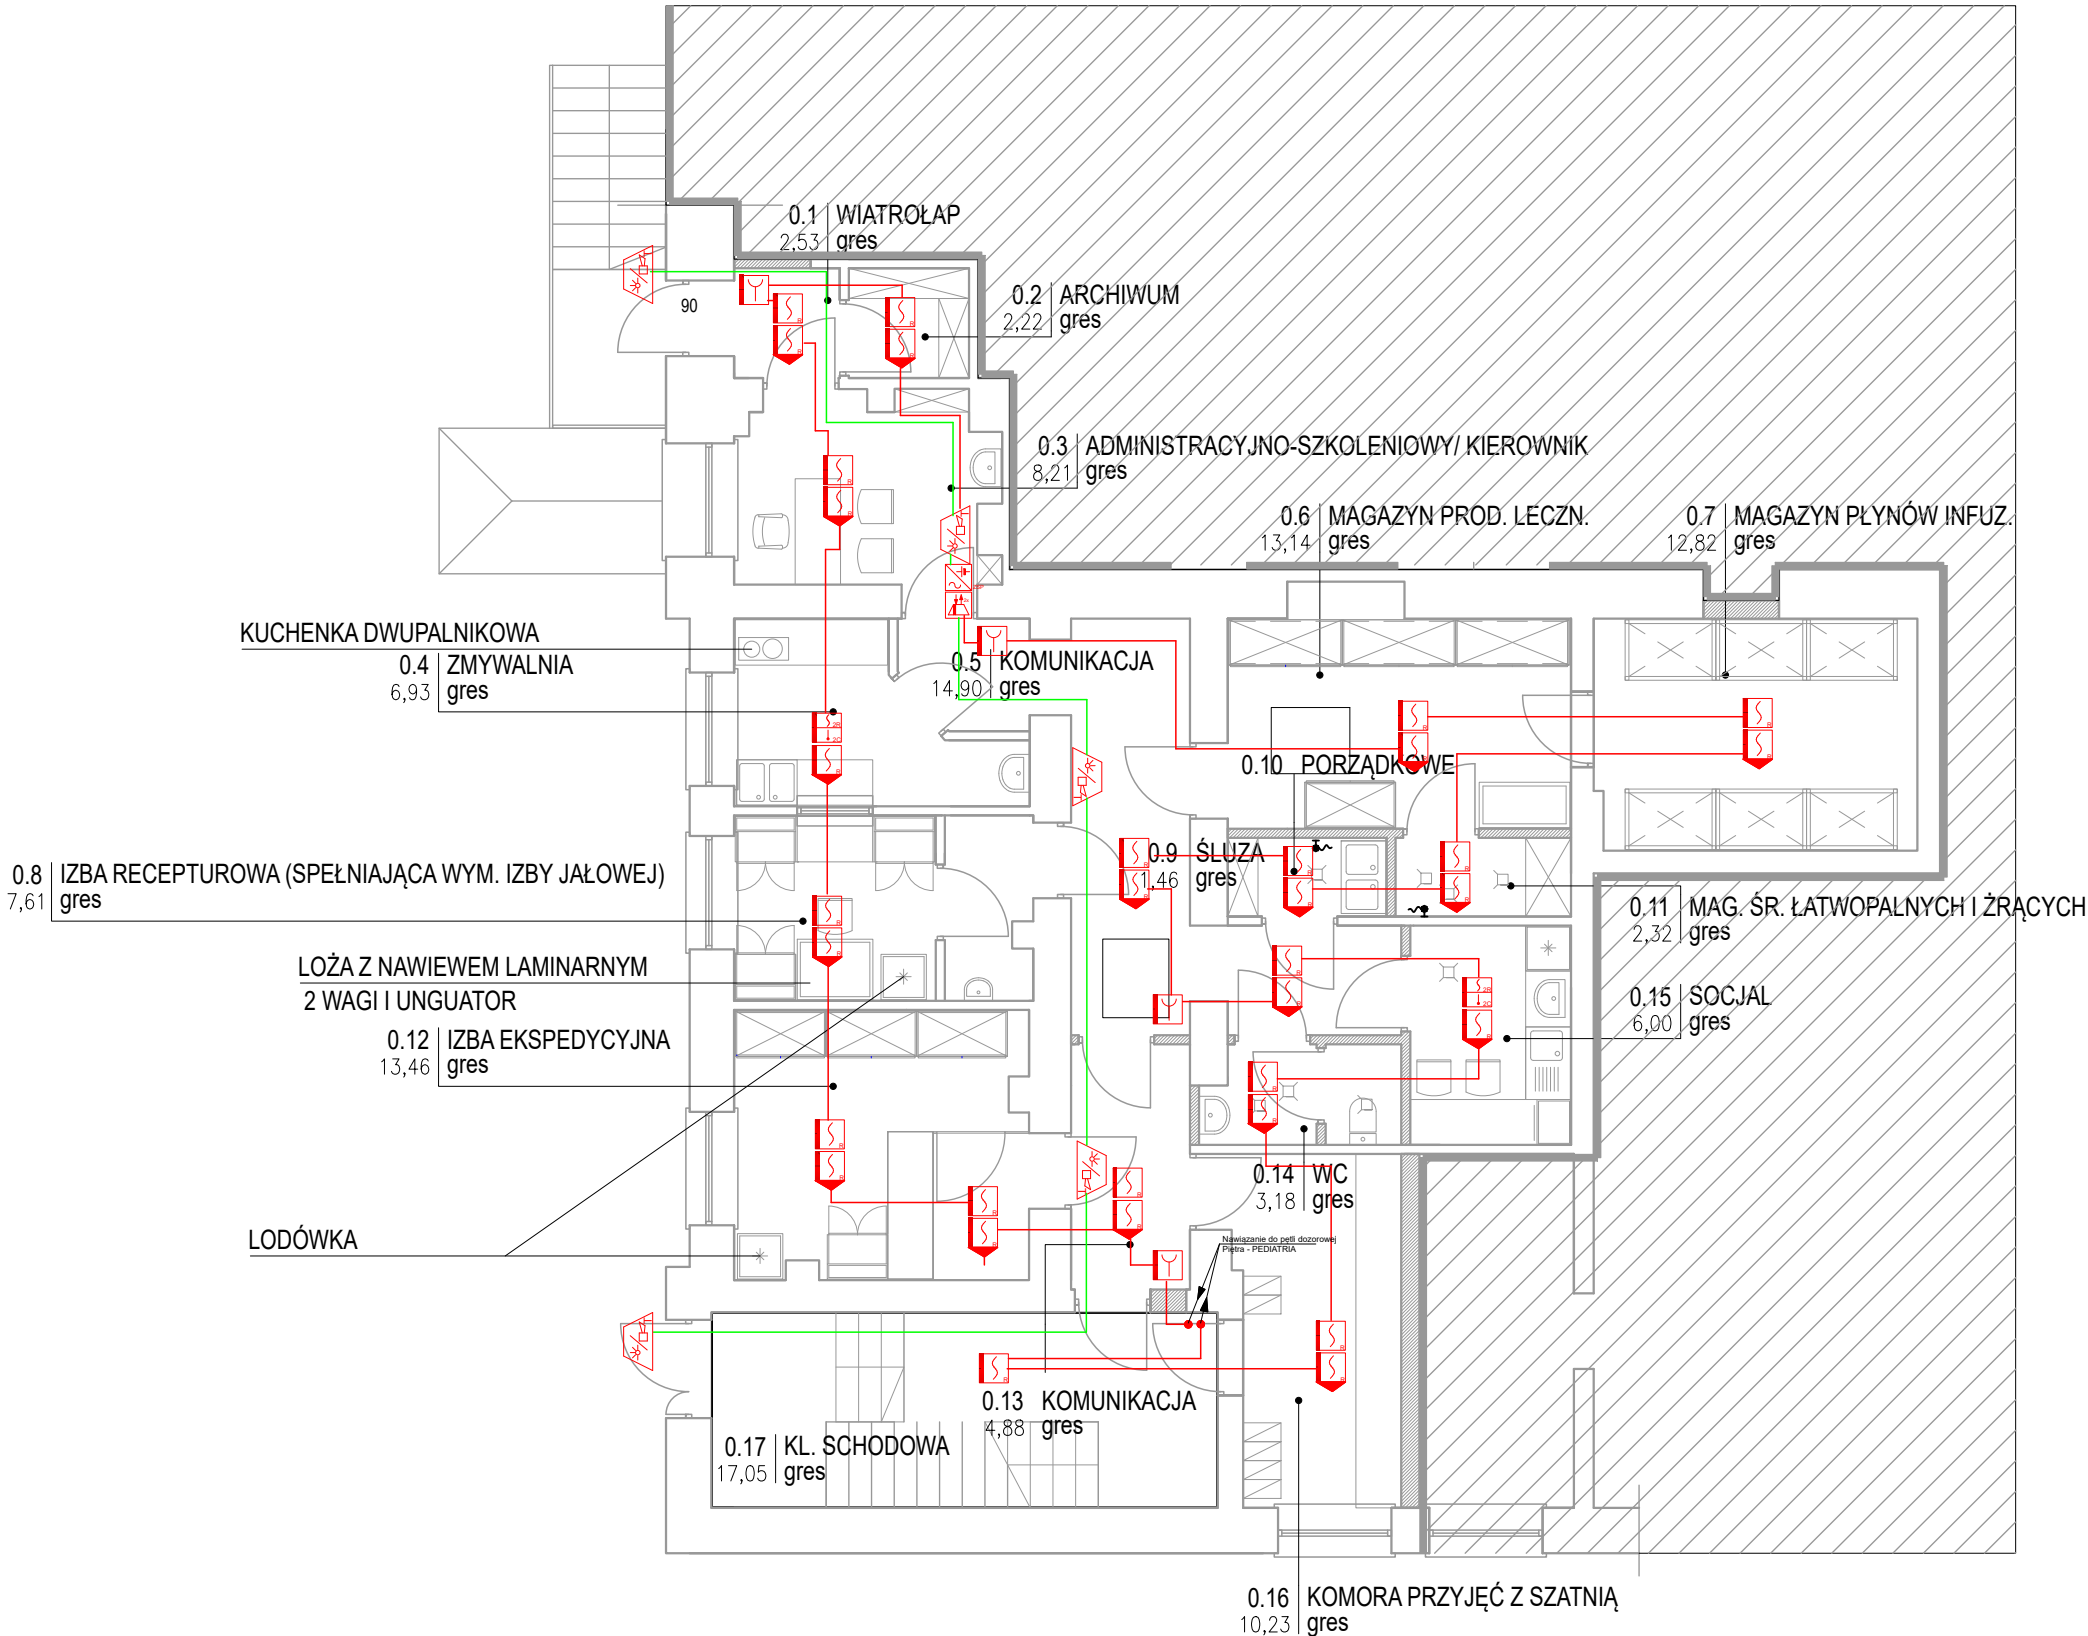 0.1 WIATROŁAP
2,53 gres
0.2 ARCHIWUM
2,22 gres
90
0.3 ADMINISTRACYJNO-SZKOLENIOWY/ KIEROWNIK
8,21 gres
0.6 MAGAZYN PROD. LECZN.
13,14 gres
0.7 MAGAZYN PŁYNÓW INFUZ.
12,82 gres
KUCHENKA DWUPALNIKOWA
0.4 ZMYWALNIA
6,93 gres
0.5 KOMUNIKACJA
14,90 gres
0.10 PORZĄDKOWE
0.9 ŚLUZA
1,46 gres
0.8 IZBA RECEPTUROWA (SPEŁNIAJĄCA WYM. IZBY JAŁOWEJ)
7,61 gres
0.11 MAG. ŚR. ŁATWOPALNYCH I ŻRĄCYCH
2,32 gres
LOŻA Z NAWIEWEM LAMINARNYM
2 WAGI I UNGUATOR
0.15 SOCJAL
6,00 gres
0.12 IZBA EKSPEDYCYJNA
13,46 gres
0.14 WC
3,18 gres
LODÓWKA
Nawiązanie do pętli dozorowej
Piętra - PEDIATRIA
0.13 KOMUNIKACJA
4,88 gres
0.17 KL. SCHODOWA
17,05 gres
0.16 KOMORA PRZYJĘĆ Z SZATNIĄ
10,23 gres